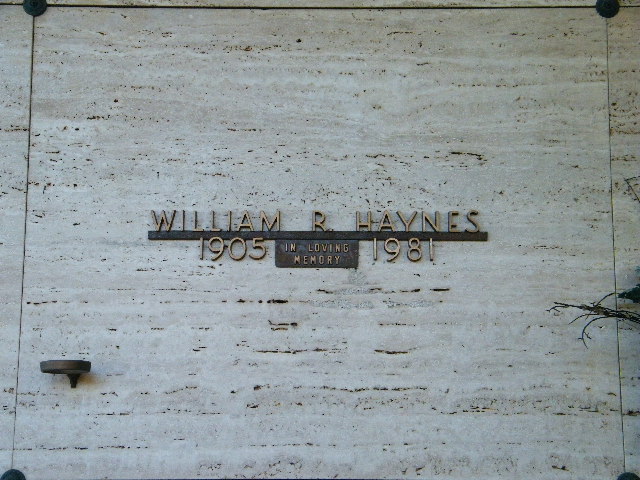 WILLIAM R. HAYNES
1905 IN LOVING 1981
MEMORY